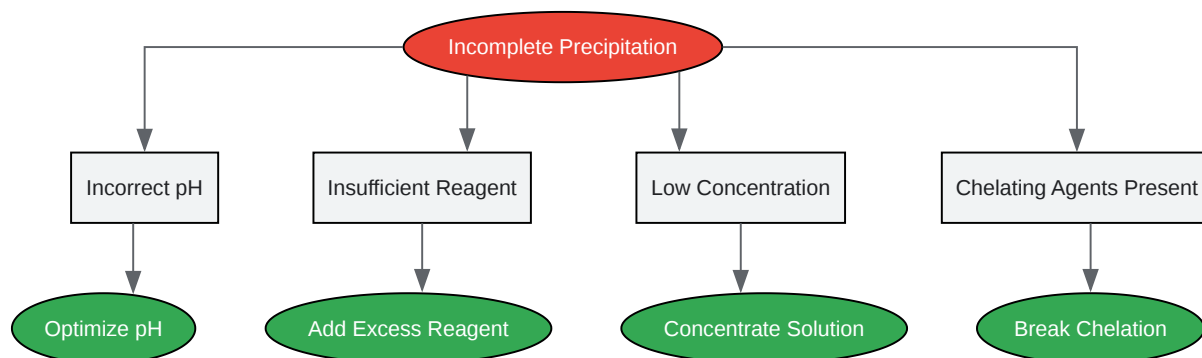 Incomplete Precipitation
Incorrect pH
Insufficient Reagent
Low Concentration
Chelating Agents Present
Optimize pH
Add Excess Reagent
Concentrate Solution
Break Chelation